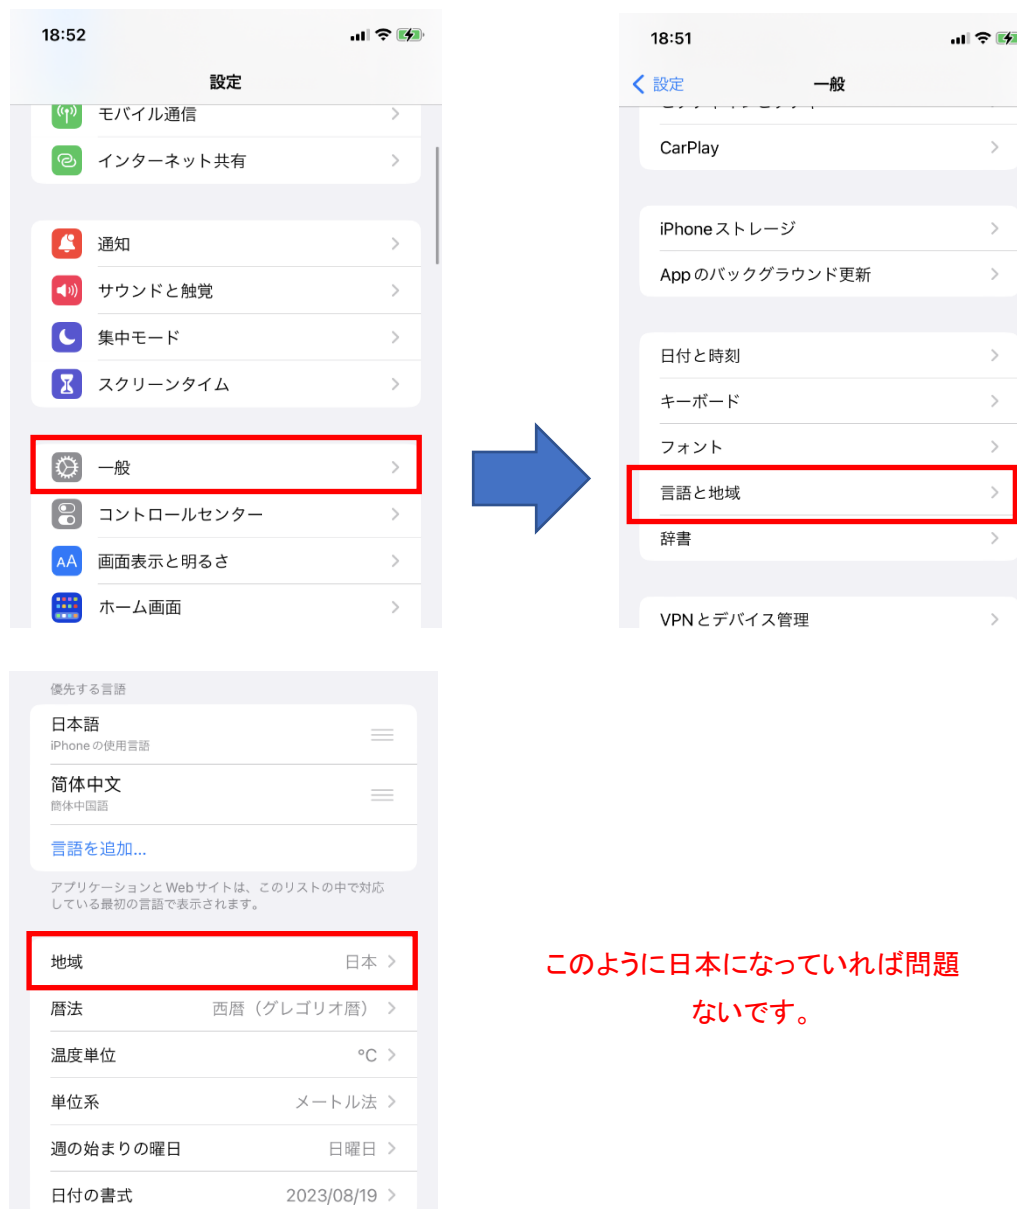 18:52
設定
モバイル通信
インターネット共有
通知
サウンドと触覚
集中モード
スクリーンタイム
一般
コントロールセンター
AA 画面表示と明るさ
ホーム画面
18:51
設定 一般
CarPlay
iPhoneストレージ
Appのバックグラウンド更新
日付と時刻
キーボード
フォント
言語と地域
辞書
VPNとデバイス管理
優先する言語
日本語
iPhoneの使用言語
简体中文
簡体中国語
言語を追加...
アプリケーションとWebサイトは、このリストの中で対応
している最初の言語で表示されます。
地域 日本
暦法 西暦（グレゴリオ暦）
温度単位 °C
単位系 メートル法
週の始まりの曜日 日曜日
日付の書式 2023/08/19
このように日本になっていれば問題
ないです。